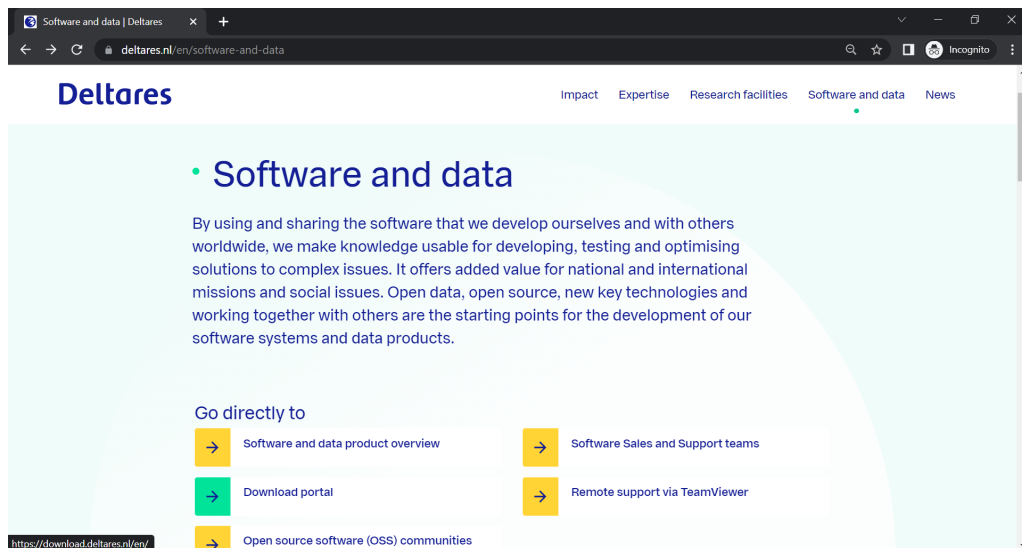 Software and data | Deltares
deltares.nl/en/software-and-data
Incognito
Deltares
Impact
Expertise
Research facilities
Software and data
News
Software and data
By using and sharing the software that we develop ourselves and with others
worldwide, we make knowledge usable for developing, testing and optimising
solutions to complex issues. It offers added value for national and international
missions and social issues. Open data, open source, new key technologies and
working together with others are the starting points for the development of our
software systems and data products.
Go directly to
Software and data product overview
Software Sales and Support teams
Download portal
Remote support via TeamViewer
Open source software (OSS) communities
https://download.deltares.nl/en/